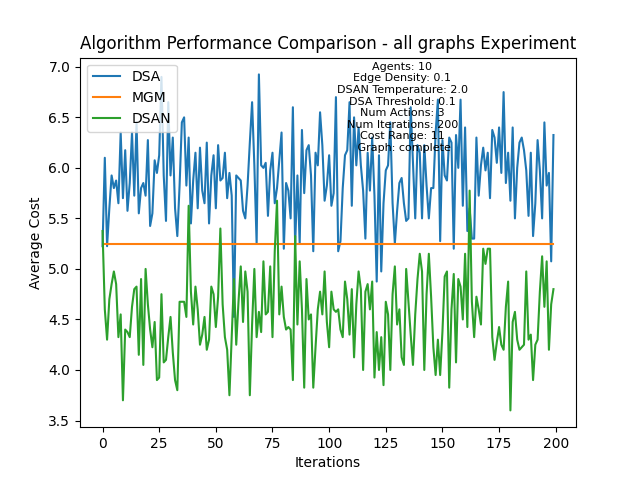 Algorithm Performance Comparison - all graphs Experiment
DSA
MGM
DSAN
Agents: 10
Edge Density: 0.1
DSAN Temperature: 2.0
DSA Threshold: 0.1
Num Actions: 3
Num Iterations: 200
Cost Range: 11
Graph: complete
7.0
6.5
6.0
5.5
5.0
4.5
4.0
3.5
Average Cost
0 25 50 75 100 125 150 175 200
Iterations